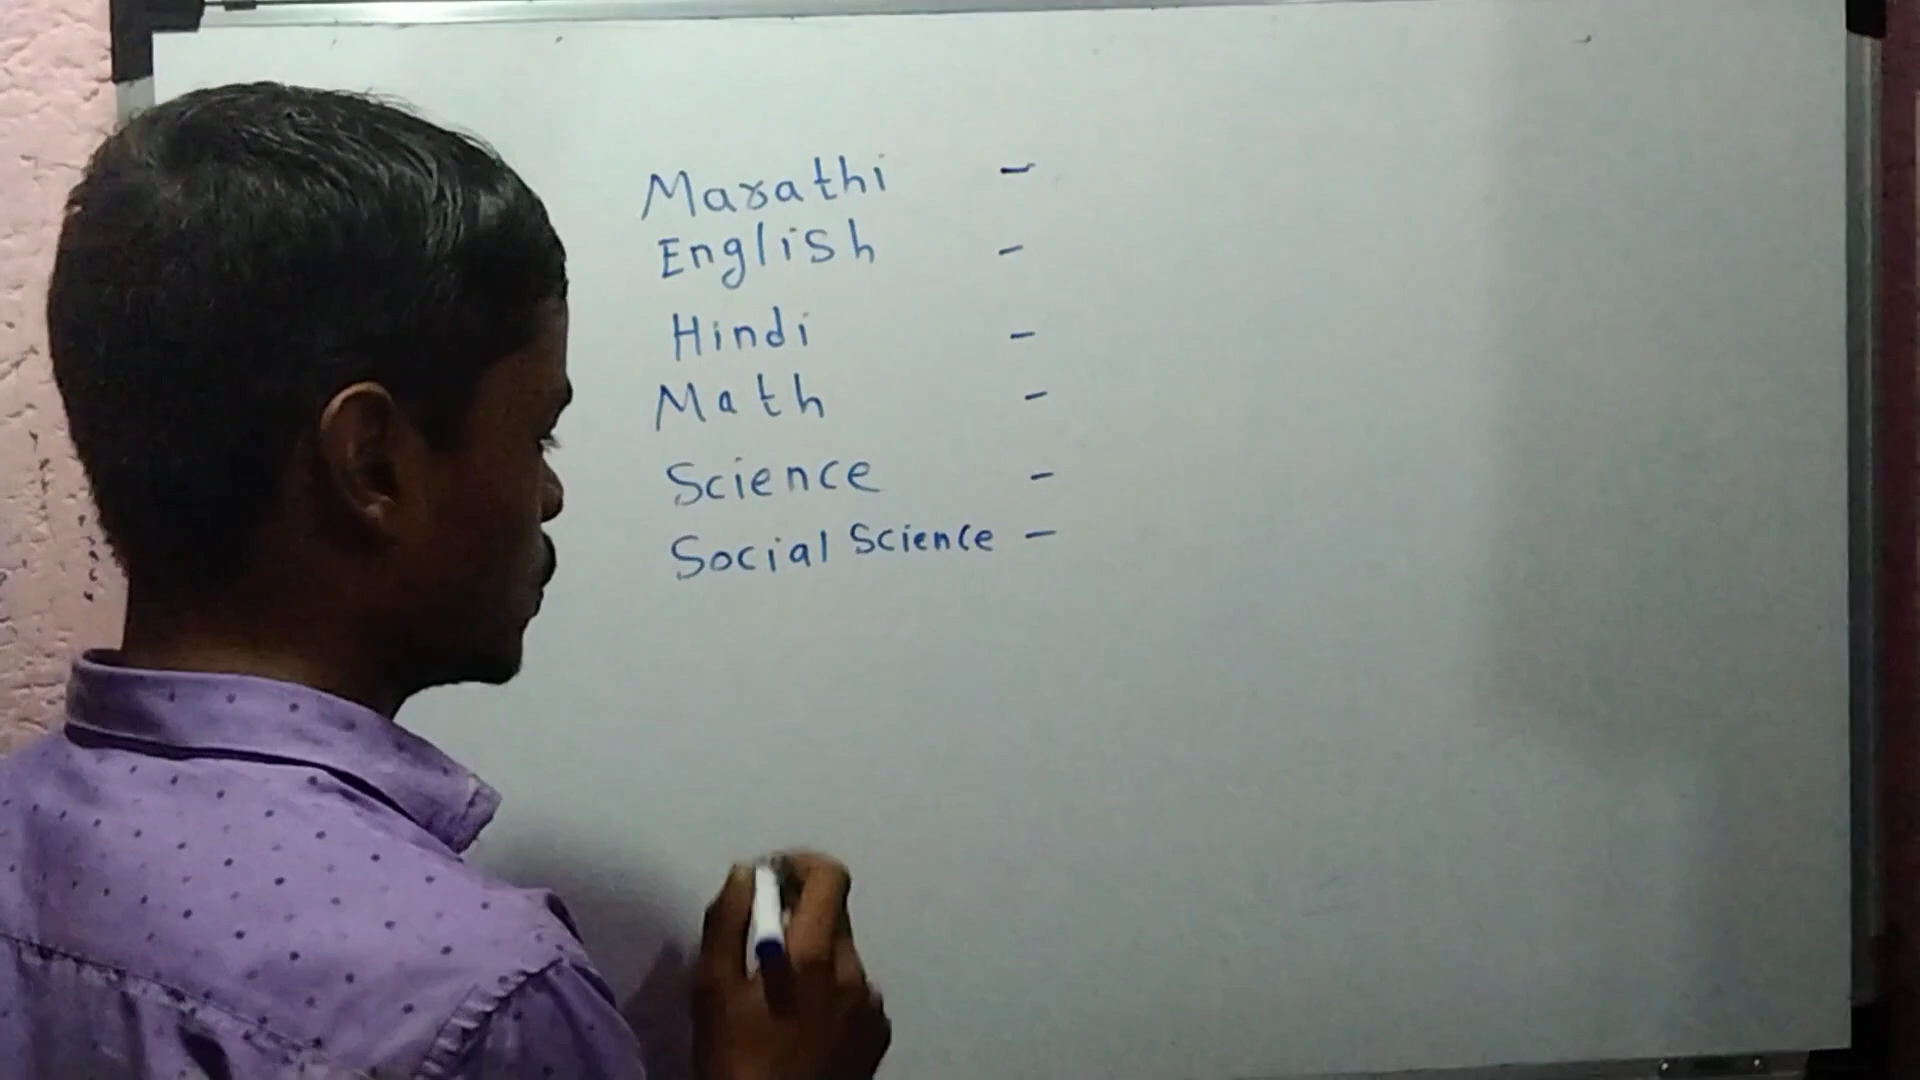 Marathi -
English -
Hindi -
Math -
Science -
Social Science -